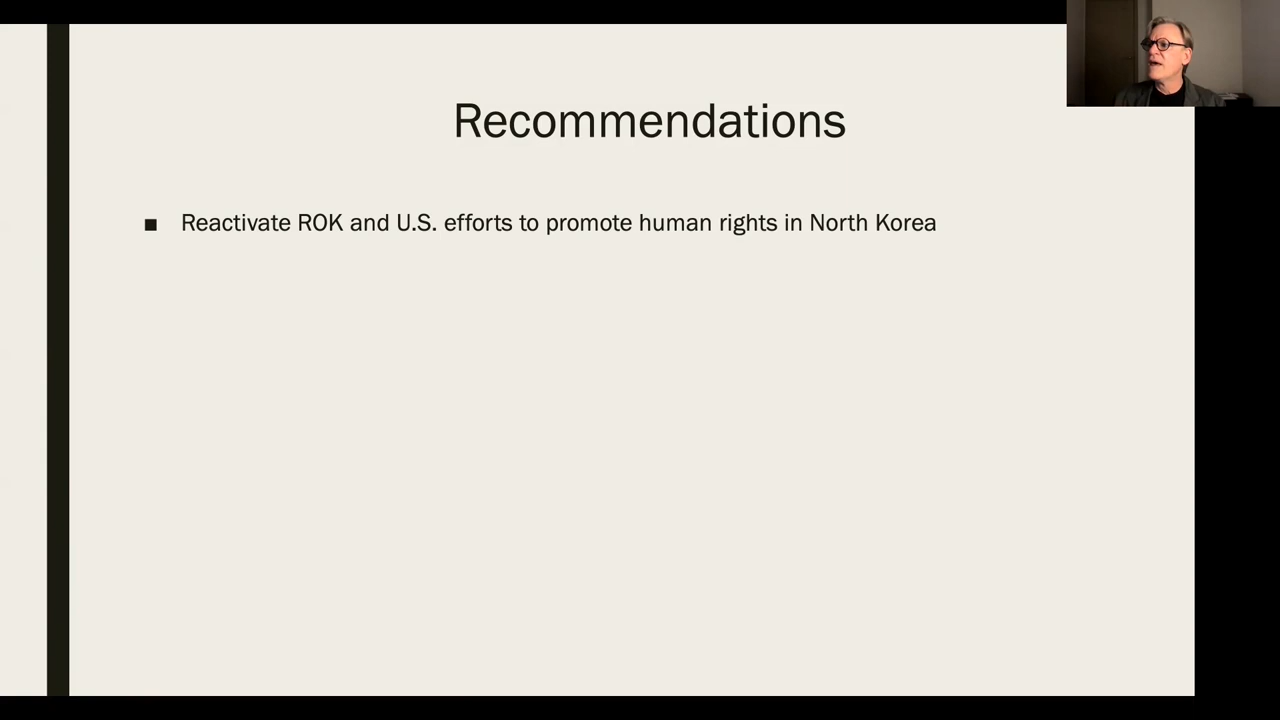 Recommendations
■ Reactivate ROK and U.S. efforts to promote human rights in North Korea